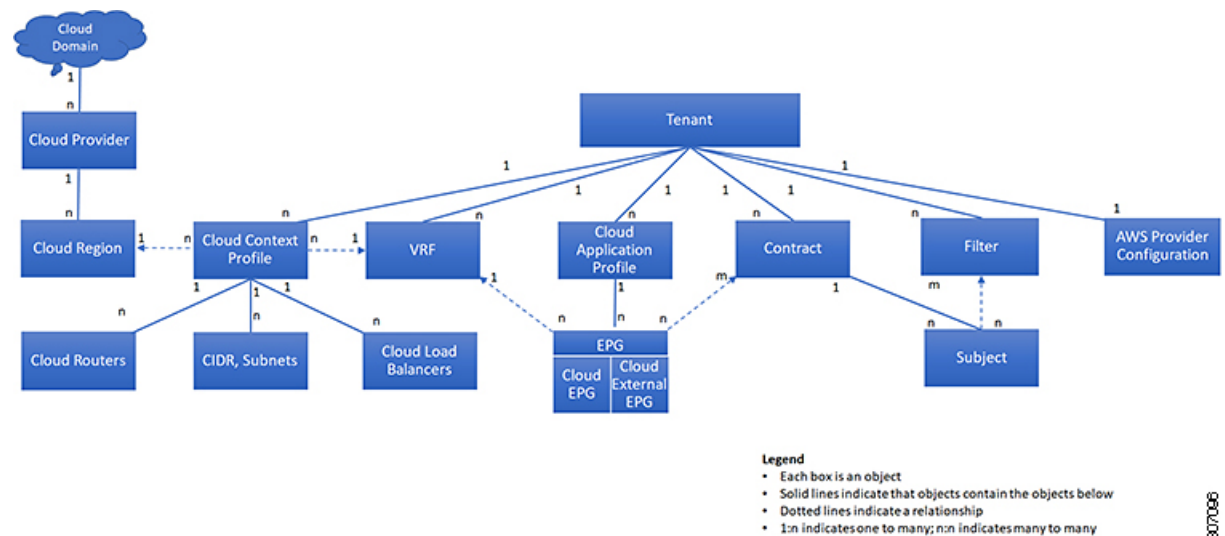 Cloud
Domain
1
n
Cloud Provider
1
n
Tenant
1
1
1
1
1
1
1
n
n
n
n
n
1
Cloud Region
1
n
Cloud Context
Profile
n
1
VRF
Cloud
Application
Profile
Contract
Filter
AWS Provider
Configuration
1
1
1
1
1
m
1
m
n
n
n
n
n
n
n
n
Cloud Routers
CIDR, Subnets
Cloud Load
Balancers
EPG
Cloud
EPG
Cloud
External
EPG
Subject
Legend
• Each box is an object
• Solid lines indicate that objects contain the objects below
• Dotted lines indicate a relationship
• 1:n indicates one to many; n:n indicates many to many
307096